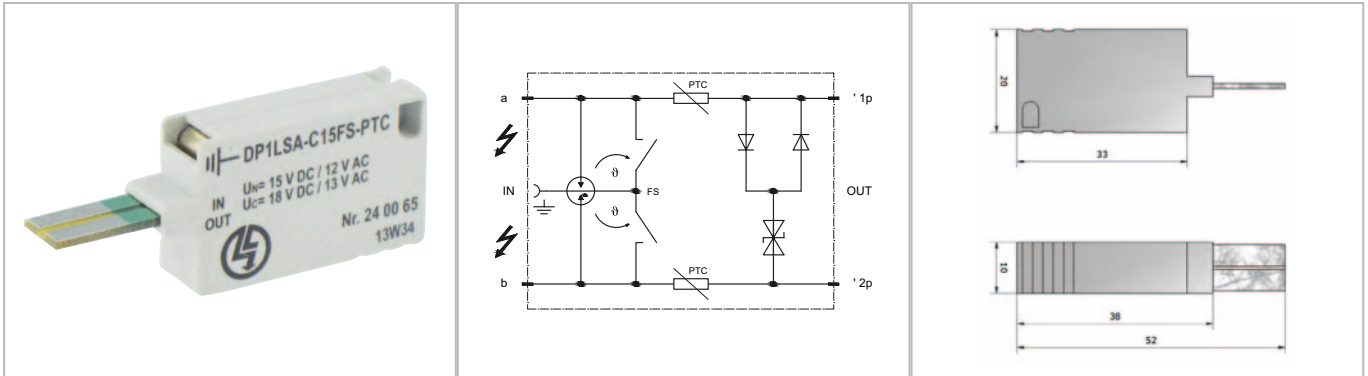 DP1LSA-C15FS-PTC
UN= 15 V DC / 12 V AC
UC= 18 V DC / 13 V AC
IN
OUT
Nr. 24 00 65
13W34
PTC
a
' 1p
ϑ
IN
FS
OUT
ϑ
PTC
b
' 2p
20
33
10
38
52